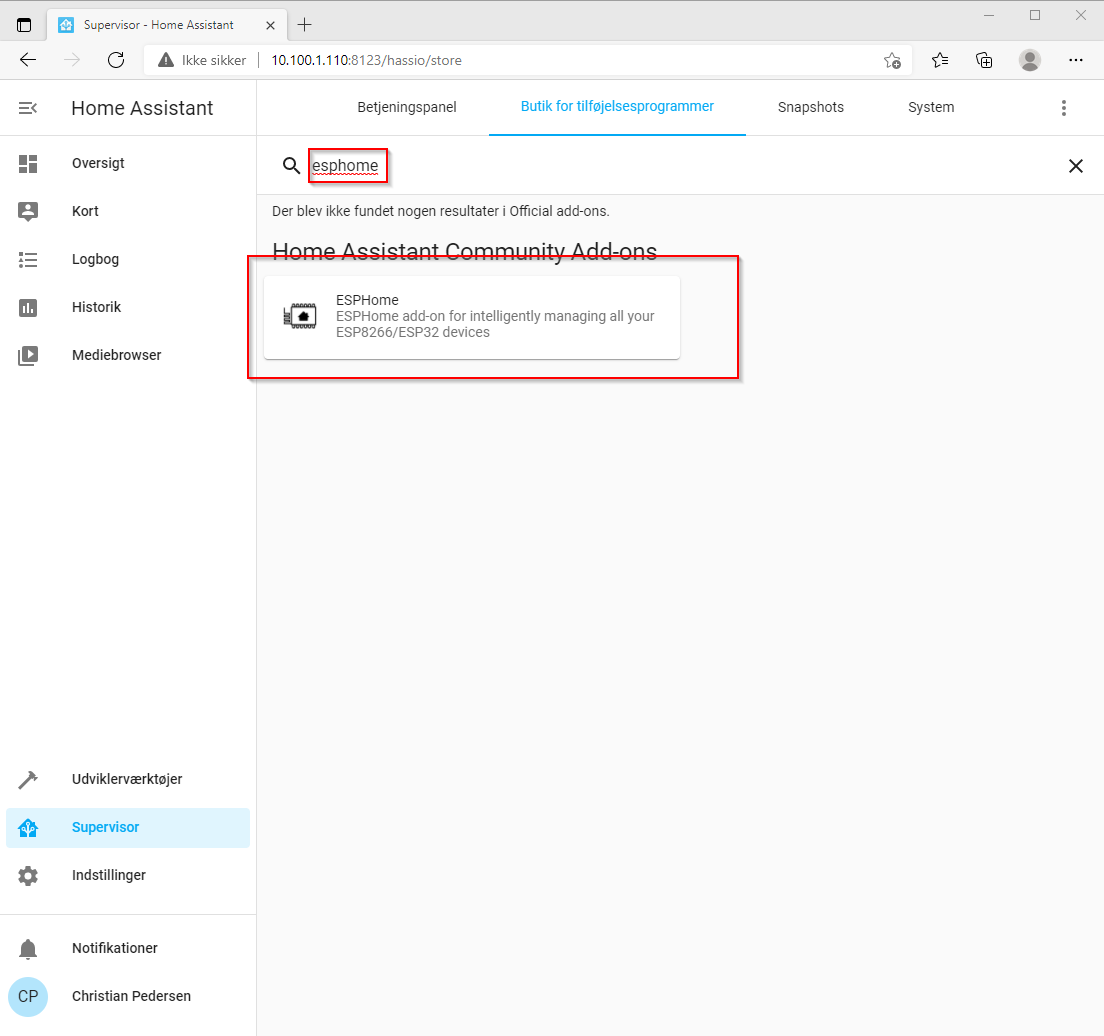 Supervisor - Home Assistant
Ikke sikker
10.100.1.110:8123/hassio/store
Home Assistant
Betjeningspanel
Butik for tilføjelsesprogrammer
Snapshots
System
Oversigt
Kort
Logbog
Historik
Mediebrowser
esphome
Der blev ikke fundet nogen resultater i Official add-ons.
Home Assistant Community Add-ons
ESPHome
ESPHome add-on for intelligently managing all your
ESP8266/ESP32 devices
Udviklerværktøjer
Supervisor
Indstillinger
Notifikationer
CP
Christian Pedersen